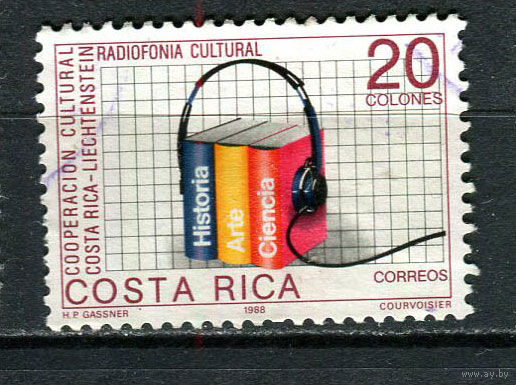 COOPERACION CULTURAL
COSTA RICA-LIECHTENSTEIN
RADIOFONIA CULTURAL
20
COLONES
Historia
Arte
Ciencia
CORREOS
COSTA RICA
H.P. GASSNER
1988
COURVOISIER
www.ay.by